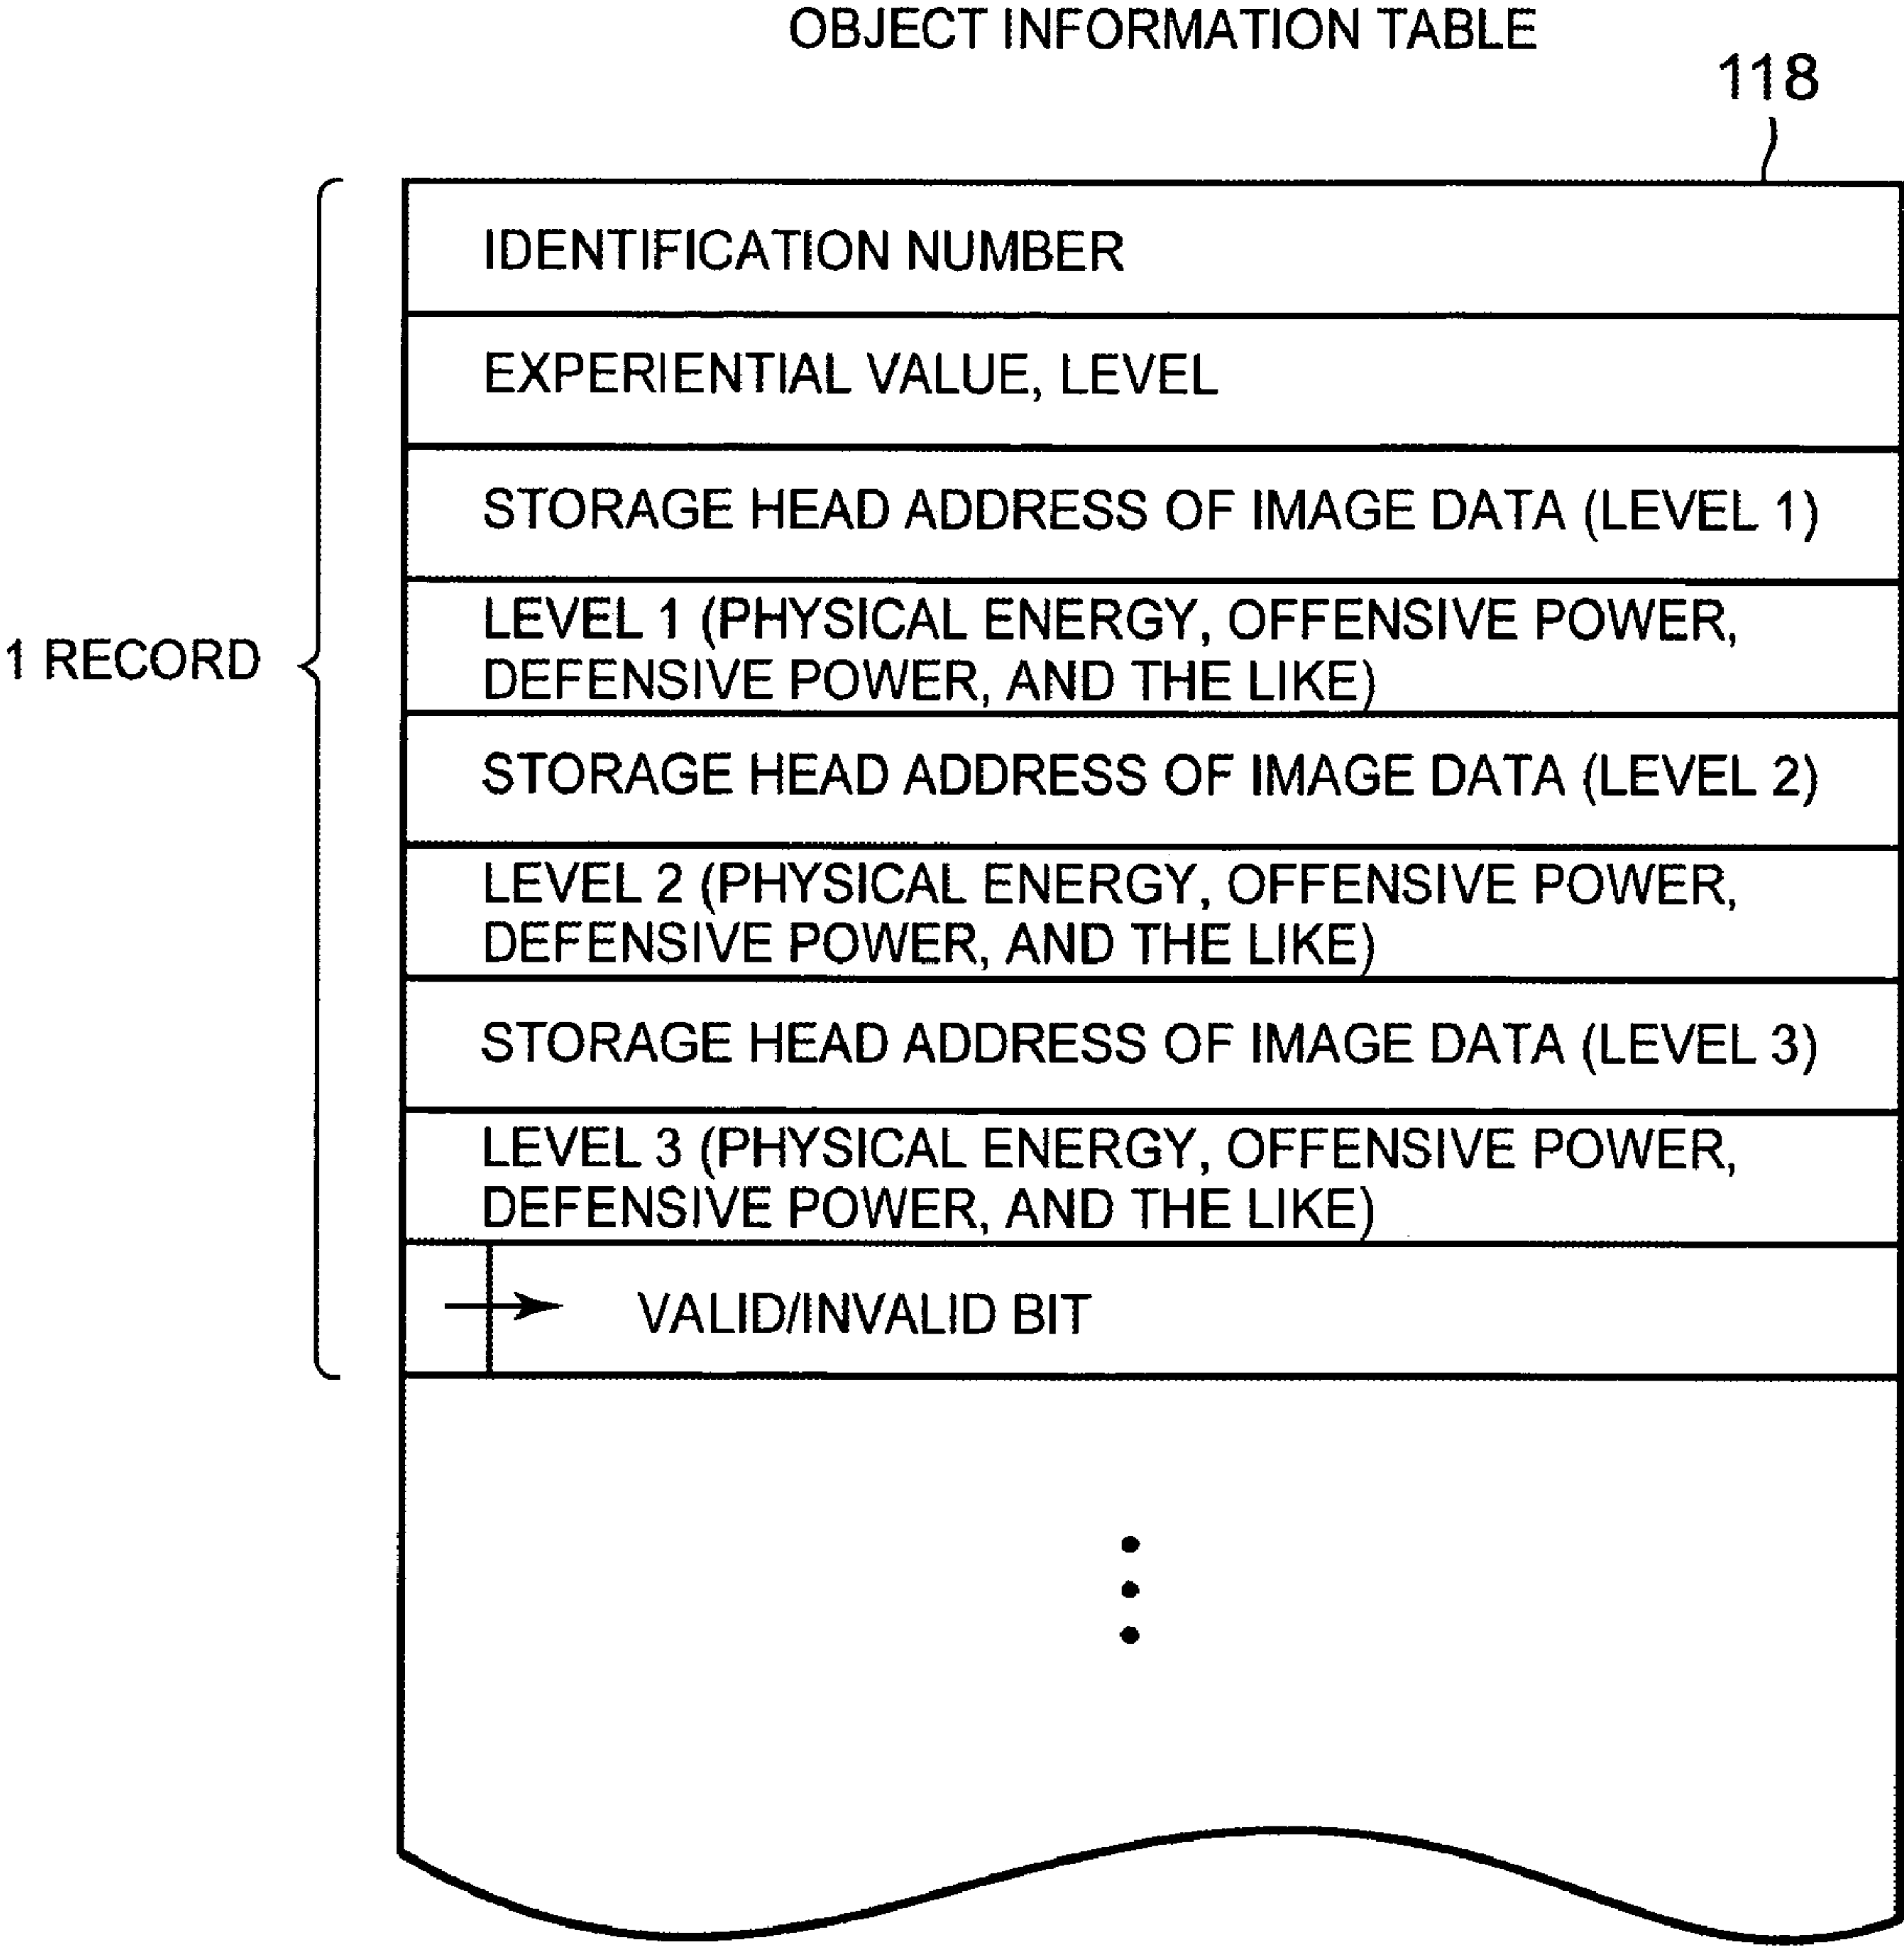 OBJECT INFORMATION TABLE
118
IDENTIFICATION NUMBER
EXPERIENTIAL VALUE, LEVEL
STORAGE HEAD ADDRESS OF IMAGE DATA (LEVEL 1)
1 RECORD
LEVEL 1 (PHYSICAL ENERGY, OFFENSIVE POWER,
DEFENSIVE POWER, AND THE LIKE)
STORAGE HEAD ADDRESS OF IMAGE DATA (LEVEL 2)
LEVEL 2 (PHYSICAL ENERGY, OFFENSIVE POWER,
DEFENSIVE POWER, AND THE LIKE)
STORAGE HEAD ADDRESS OF IMAGE DATA (LEVEL 3)
LEVEL 3 (PHYSICAL ENERGY, OFFENSIVE POWER,
DEFENSIVE POWER, AND THE LIKE)
VALID/INVALID BIT